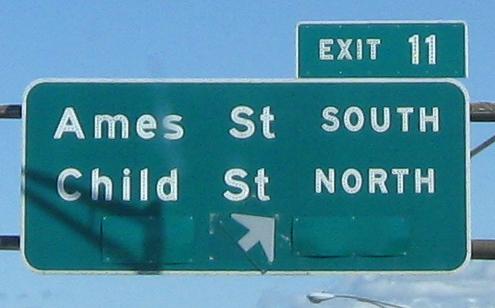 EXIT 11
Ames St SOUTH
Child St NORTH